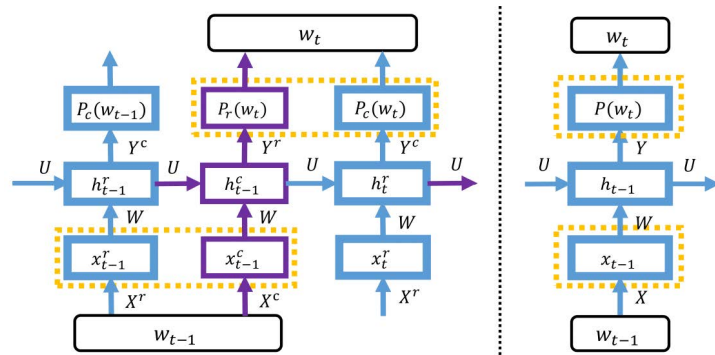 w_t w_t
P_c(w_{t-1}) P_r(w_t) P_c(w_t) P(w_t)
Y^c Y^r Y^c Y
U U U U U U
h^r_{t-1} h^c_{t-1} h^r_t h_{t-1}
W W W W
x^r_{t-1} x^c_{t-1} x^r_t x_{t-1}
X^r X^c X^r X
w_{t-1} w_{t-1}